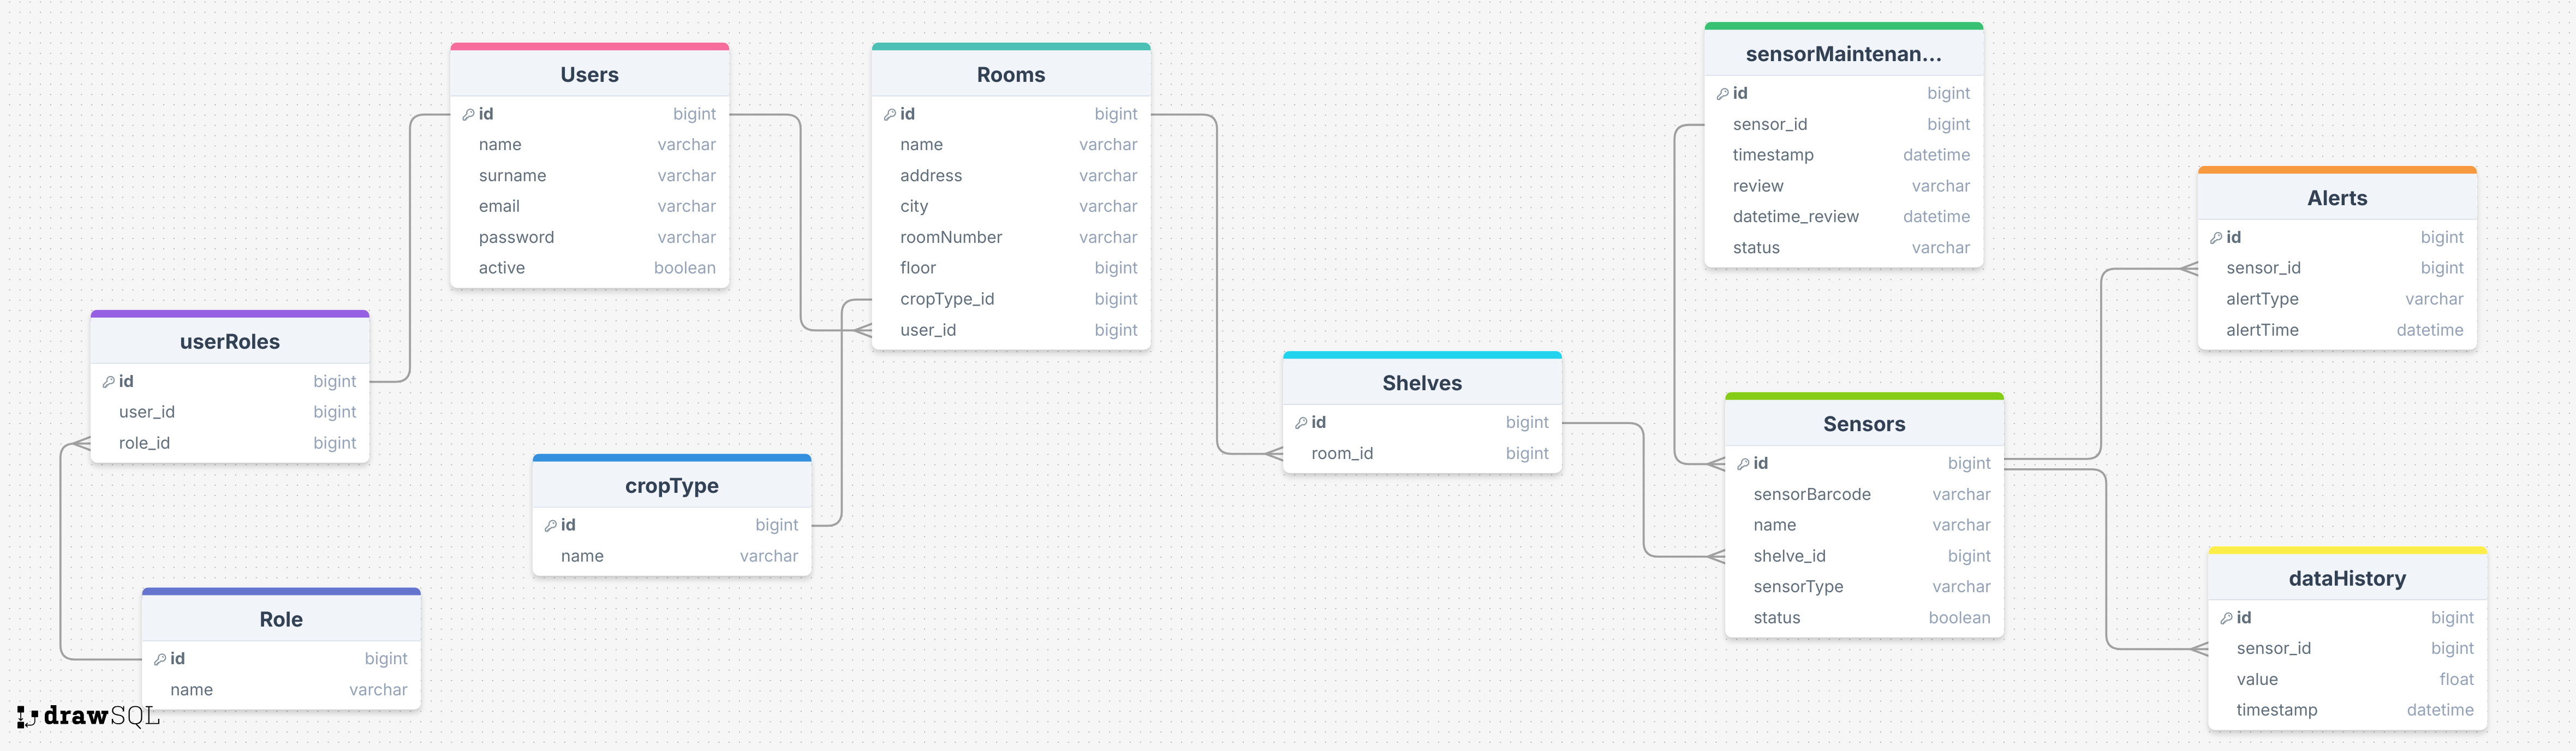 Users
id bigint
name varchar
surname varchar
email varchar
password varchar
active boolean
Rooms
id bigint
name varchar
address varchar
city varchar
roomNumber varchar
floor bigint
cropType_id bigint
user_id bigint
sensorMaintenan...
id bigint
sensor_id bigint
timestamp datetime
review varchar
datetime_review datetime
status varchar
Alerts
id bigint
sensor_id bigint
alertType varchar
alertTime datetime
userRoles
id bigint
user_id bigint
role_id bigint
cropType
id bigint
name varchar
Shelves
id bigint
room_id bigint
Sensors
id bigint
sensorBarcode varchar
name varchar
shelve_id bigint
sensorType varchar
status boolean
dataHistory
id bigint
sensor_id bigint
value float
timestamp datetime
Role
id bigint
name varchar
drawSQL